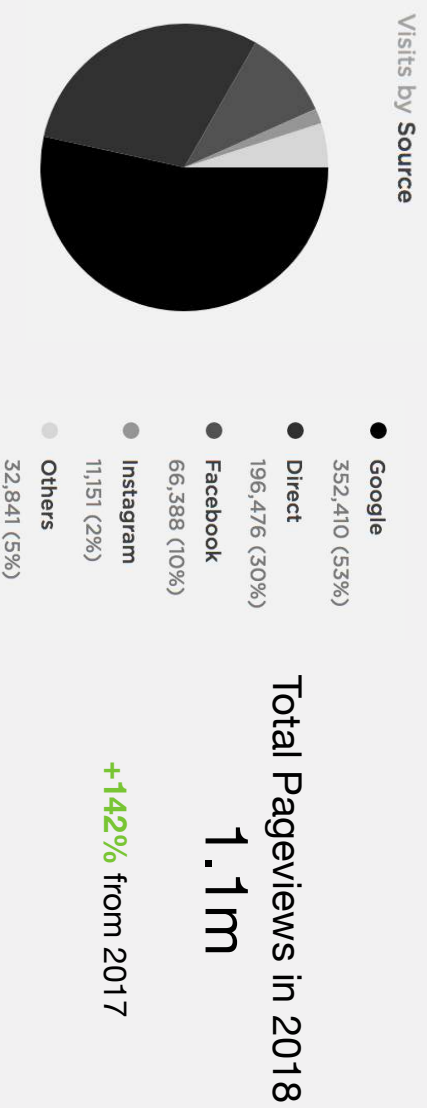 Visits by Source
Google
352,410 (53%)
Direct
196,476 (30%)
Facebook
66,388 (10%)
Instagram
11,151 (2%)
Others
32,841 (5%)
Total Pageviews in 2018
1.1m
+142% from 2017